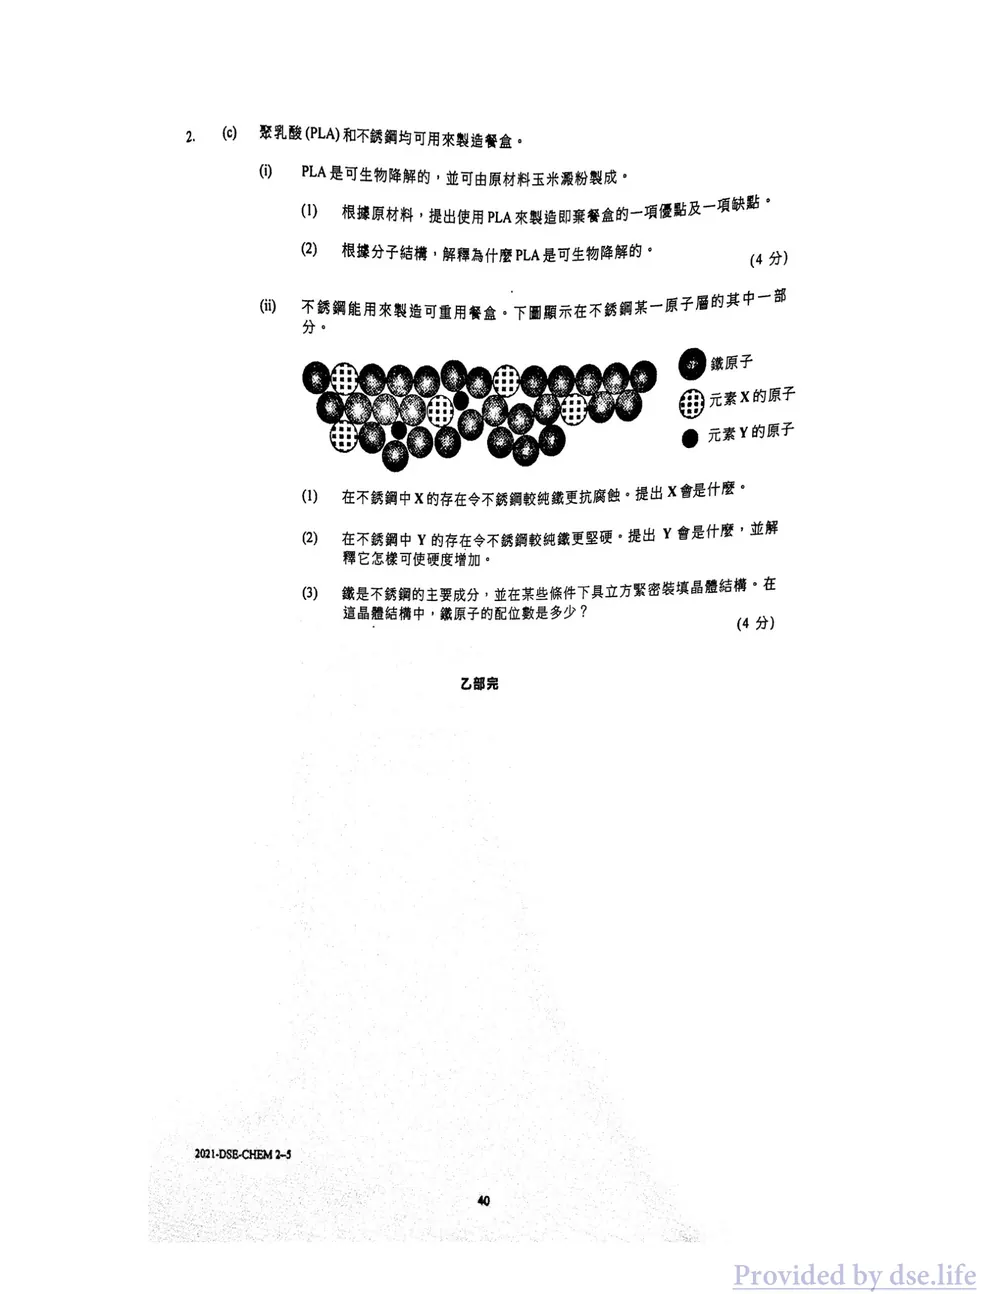 2. (c) 聚乳酸 (PLA) 和不銹鋼均可用來製造餐盒。
(i) PLA 是可生物降解的,並可由原材料玉米澱粉製成。
(1) 根據原材料,提出使用 PLA 來製造即棄餐盒的一項優點及一項缺點。
(2) 根據分子結構,解釋為什麼 PLA 是可生物降解的。
(4 分)
(ii) 不銹鋼能用來製造可重用餐盒。下圖顯示在不銹鋼某一原子層的其中一部
分。
鐵原子
元素 X 的原子
元素 Y 的原子
(1) 在不銹鋼中 X 的存在令不銹鋼較純鐵更抗腐蝕。提出 X 會是什麼。
(2) 在不銹鋼中 Y 的存在令不銹鋼較純鐵更堅硬。提出 Y 會是什麼,並解
釋它怎樣可使硬度增加。
(3) 鐵是不銹鋼的主要成分,並在某些條件下具立方緊密裝填晶體結構。在
這晶體結構中,鐵原子的配位數是多少?
(4 分)
乙部完
2021-DSE-CHEM 2–5
40
Provided by dse.life